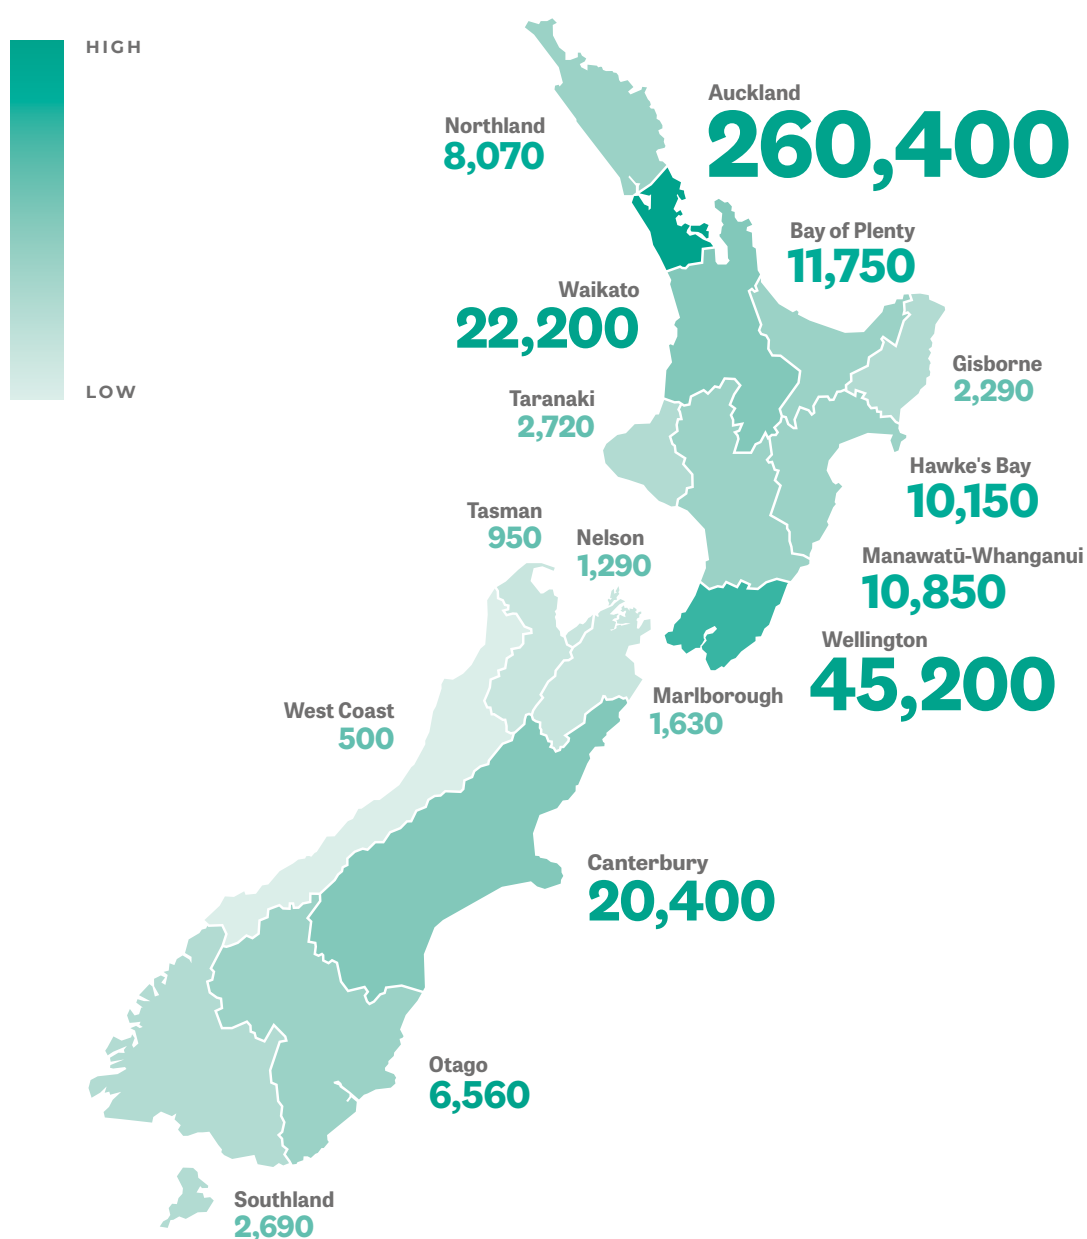 HIGH
LOW
Northland
8,070
Auckland
260,400
Bay of Plenty
11,750
Waikato
22,200
Gisborne
2,290
Taranaki
2,720
Hawke's Bay
10,150
Tasman
950
Nelson
1,290
Manawatū-Whanganui
10,850
Wellington
45,200
Marlborough
1,630
West Coast
500
Canterbury
20,400
Otago
6,560
Southland
2,690